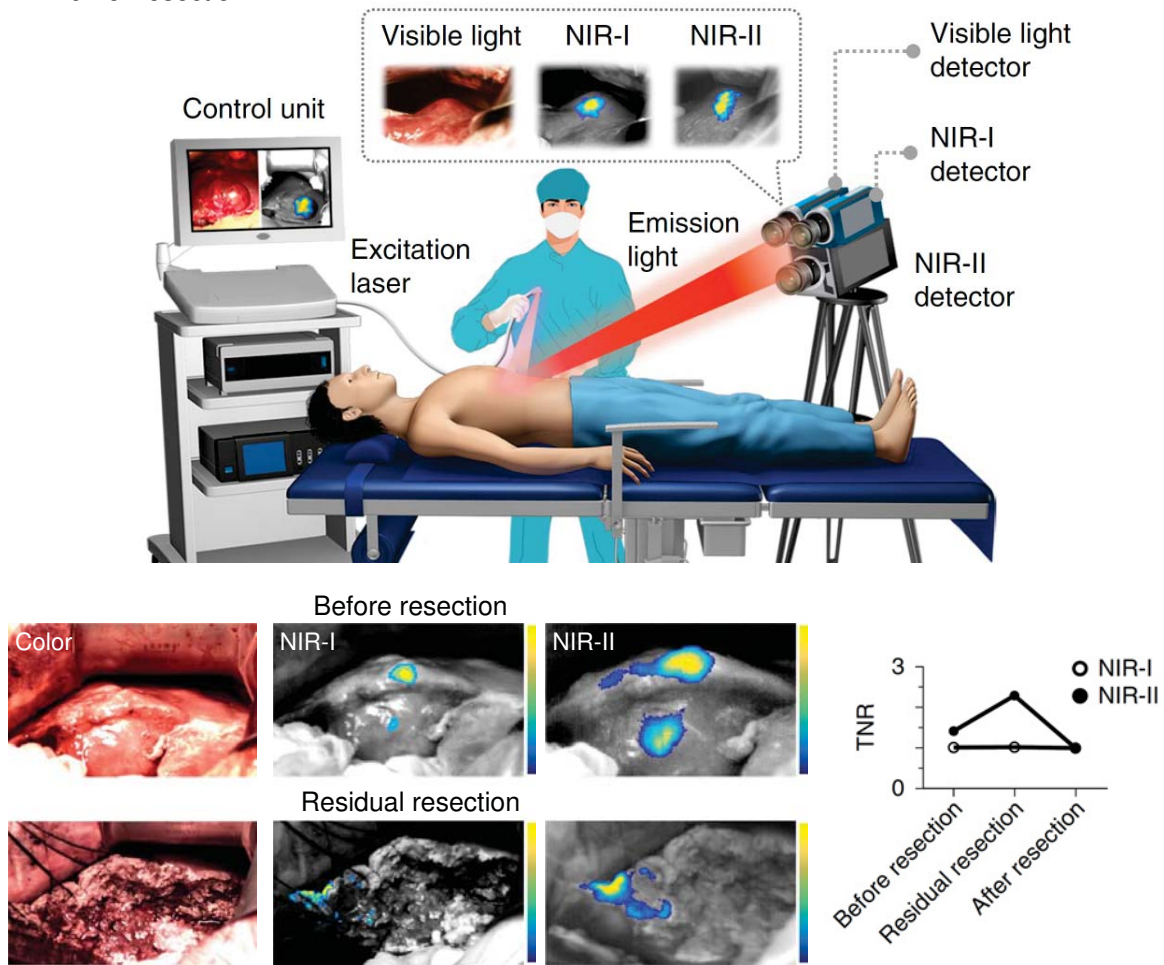 Visible light
NIR-I
NIR-II
Visible light
detector
Control unit
NIR-I
detector
Excitation
laser
Emission
light
NIR-II
detector
Before resection
Color
NIR-I
NIR-II
Residual resection
3
0
TNR
NIR-I
NIR-II
Before resection
Residual resection
After resection